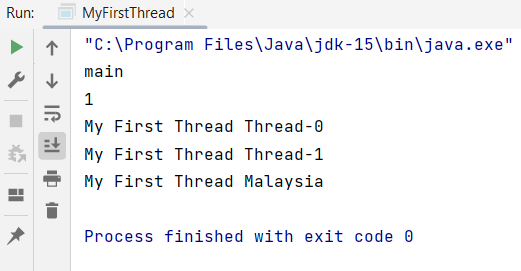 Run: MyFirstThread
"C:\Program Files\Java\jdk-15\bin\java.exe"
main
1
My First Thread Thread-0
My First Thread Thread-1
My First Thread Malaysia
Process finished with exit code 0